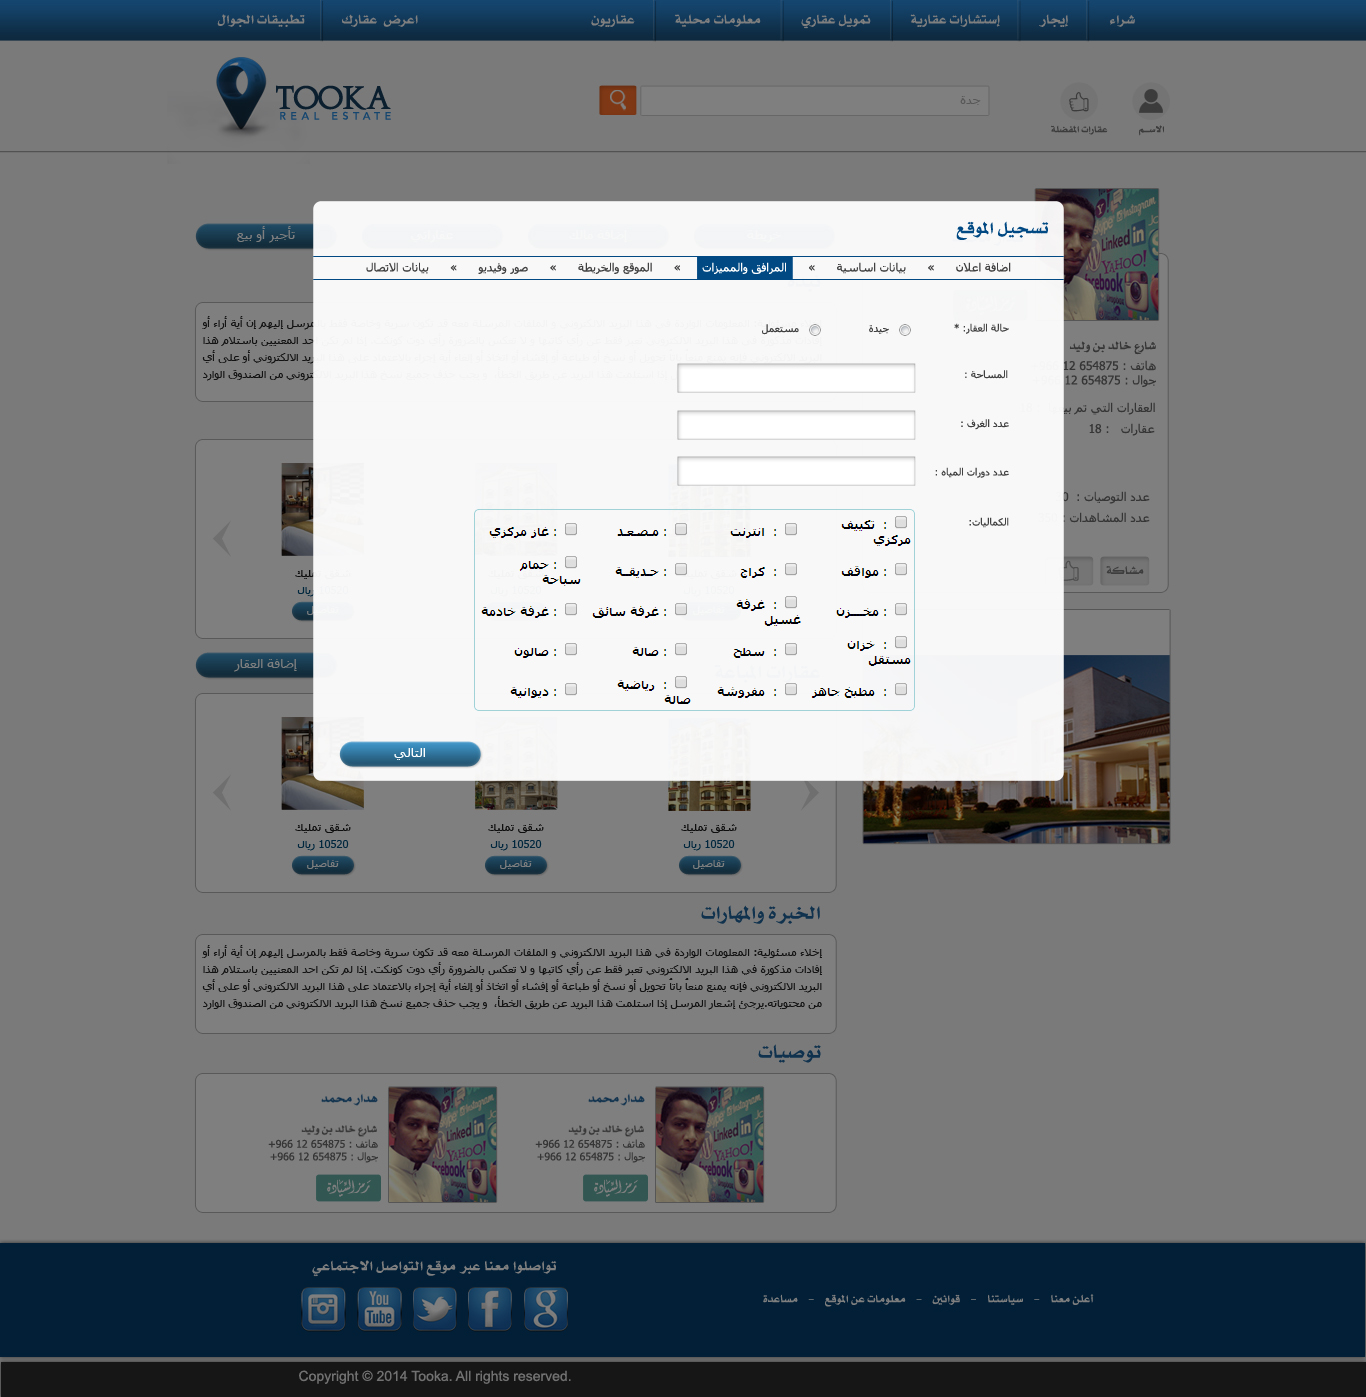 شراء
إيجار
إستشارات عقارية
تمويل عقاري
معلومات محلية
عقاريون
اعرض عقارك
تطبيقات الجوال
TOOKA
REAL ESTATE
جدة
عقارات المفضلة
الاسـم
تأجير أو بيع
تسجيل الموقع
اضافة اعلان » بيانات اساسية » المرافق والمميزات » الموقع والخريطة » صور وفيديو » بيانات الاتصال
حالة العقار: *
جيدة
مستعمل
المساحة :
عدد الغرف :
عدد دورات المياه :
الكماليات:
تكييف :
مركزي
انترنت :
مـصـعـد :
غاز مركزي :
مواقف :
كراج :
حـديـقـة :
حمام :
سباحة
مخـــزن :
غرفة :
غسيل
غرفة سائق :
غرفة خادمة :
خزان :
مستقل
سطح :
صالة :
صالون :
مطبخ جاهز :
مفروشة :
رياضية :
صالة
ديوانية :
التالي
شارع خالد بن وليد
هاتف : 654875 12
جوال : 654875 12
العقارات التي تم
عقارات : 18
عدد التوصيات :
عدد المشاهدات :
مشاكة
إضافة العقار
شقق تمليك
10520 ريال
تفاصيل
شقق تمليك
10520 ريال
تفاصيل
شقق تمليك
10520 ريال
تفاصيل
الخبرة والمهارات
إخلاء مسئولية: المعلومات الواردة في هذا البريد الالكتروني و الملفات المرسلة معه قد تكون سرية وخاصة فقط بالمرسل إليهم إن أية أراء أو
إفادات مذكورة في هذا البريد الالكتروني تعبر فقط عن رأي كاتبها و لا تعكس بالضرورة رأي دوت كونكت. إذا لم تكن احد المعنيين باستلام هذا
البريد الالكتروني فإنه يمنع منعاً باتاً تحويل أو نسخ أو طباعة أو إفشاء أو اتخاذ أو إلغاء أية إجراء بالاعتماد على هذا البريد الالكتروني أو على أي
من محتوياته.يرجئ إشعار المرسل إذا استلمت هذا البريد عن طريق الخطأ، و يجب حذف جميع نسخ هذا البريد الالكتروني من الصندوق الوارد
توصيات
هدار محمد
شارع خالد بن وليد
هاتف : 654875 12 966+
جوال : 654875 12 966+
هدار محمد
شارع خالد بن وليد
هاتف : 654875 12 966+
جوال : 654875 12 966+
تواصلوا معنا عبر موقع التواصل الاجتماعي
أعلن معنا – سياستنا – قوانين – معلومات عن الموقع – مساعدة
You
Tube
Copyright © 2014 Tooka. All rights reserved.